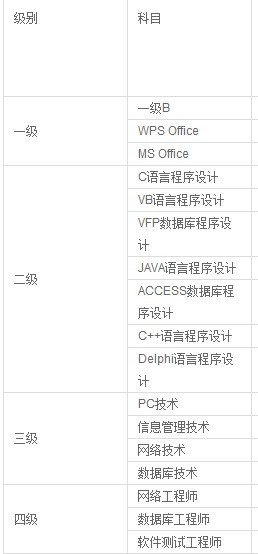 级别 科目
一级B
一级 WPS Office
MS Office
C语言程序设计
VB语言程序设计
VFP数据库程序设
计
JAVA语言程序设计
二级 ACCESS数据库程
序设计
C++语言程序设计
Delphi语言程序设
计
PC技术
三级 信息管理技术
网络技术
数据库技术
网络工程师
四级 数据库工程师
软件测试工程师